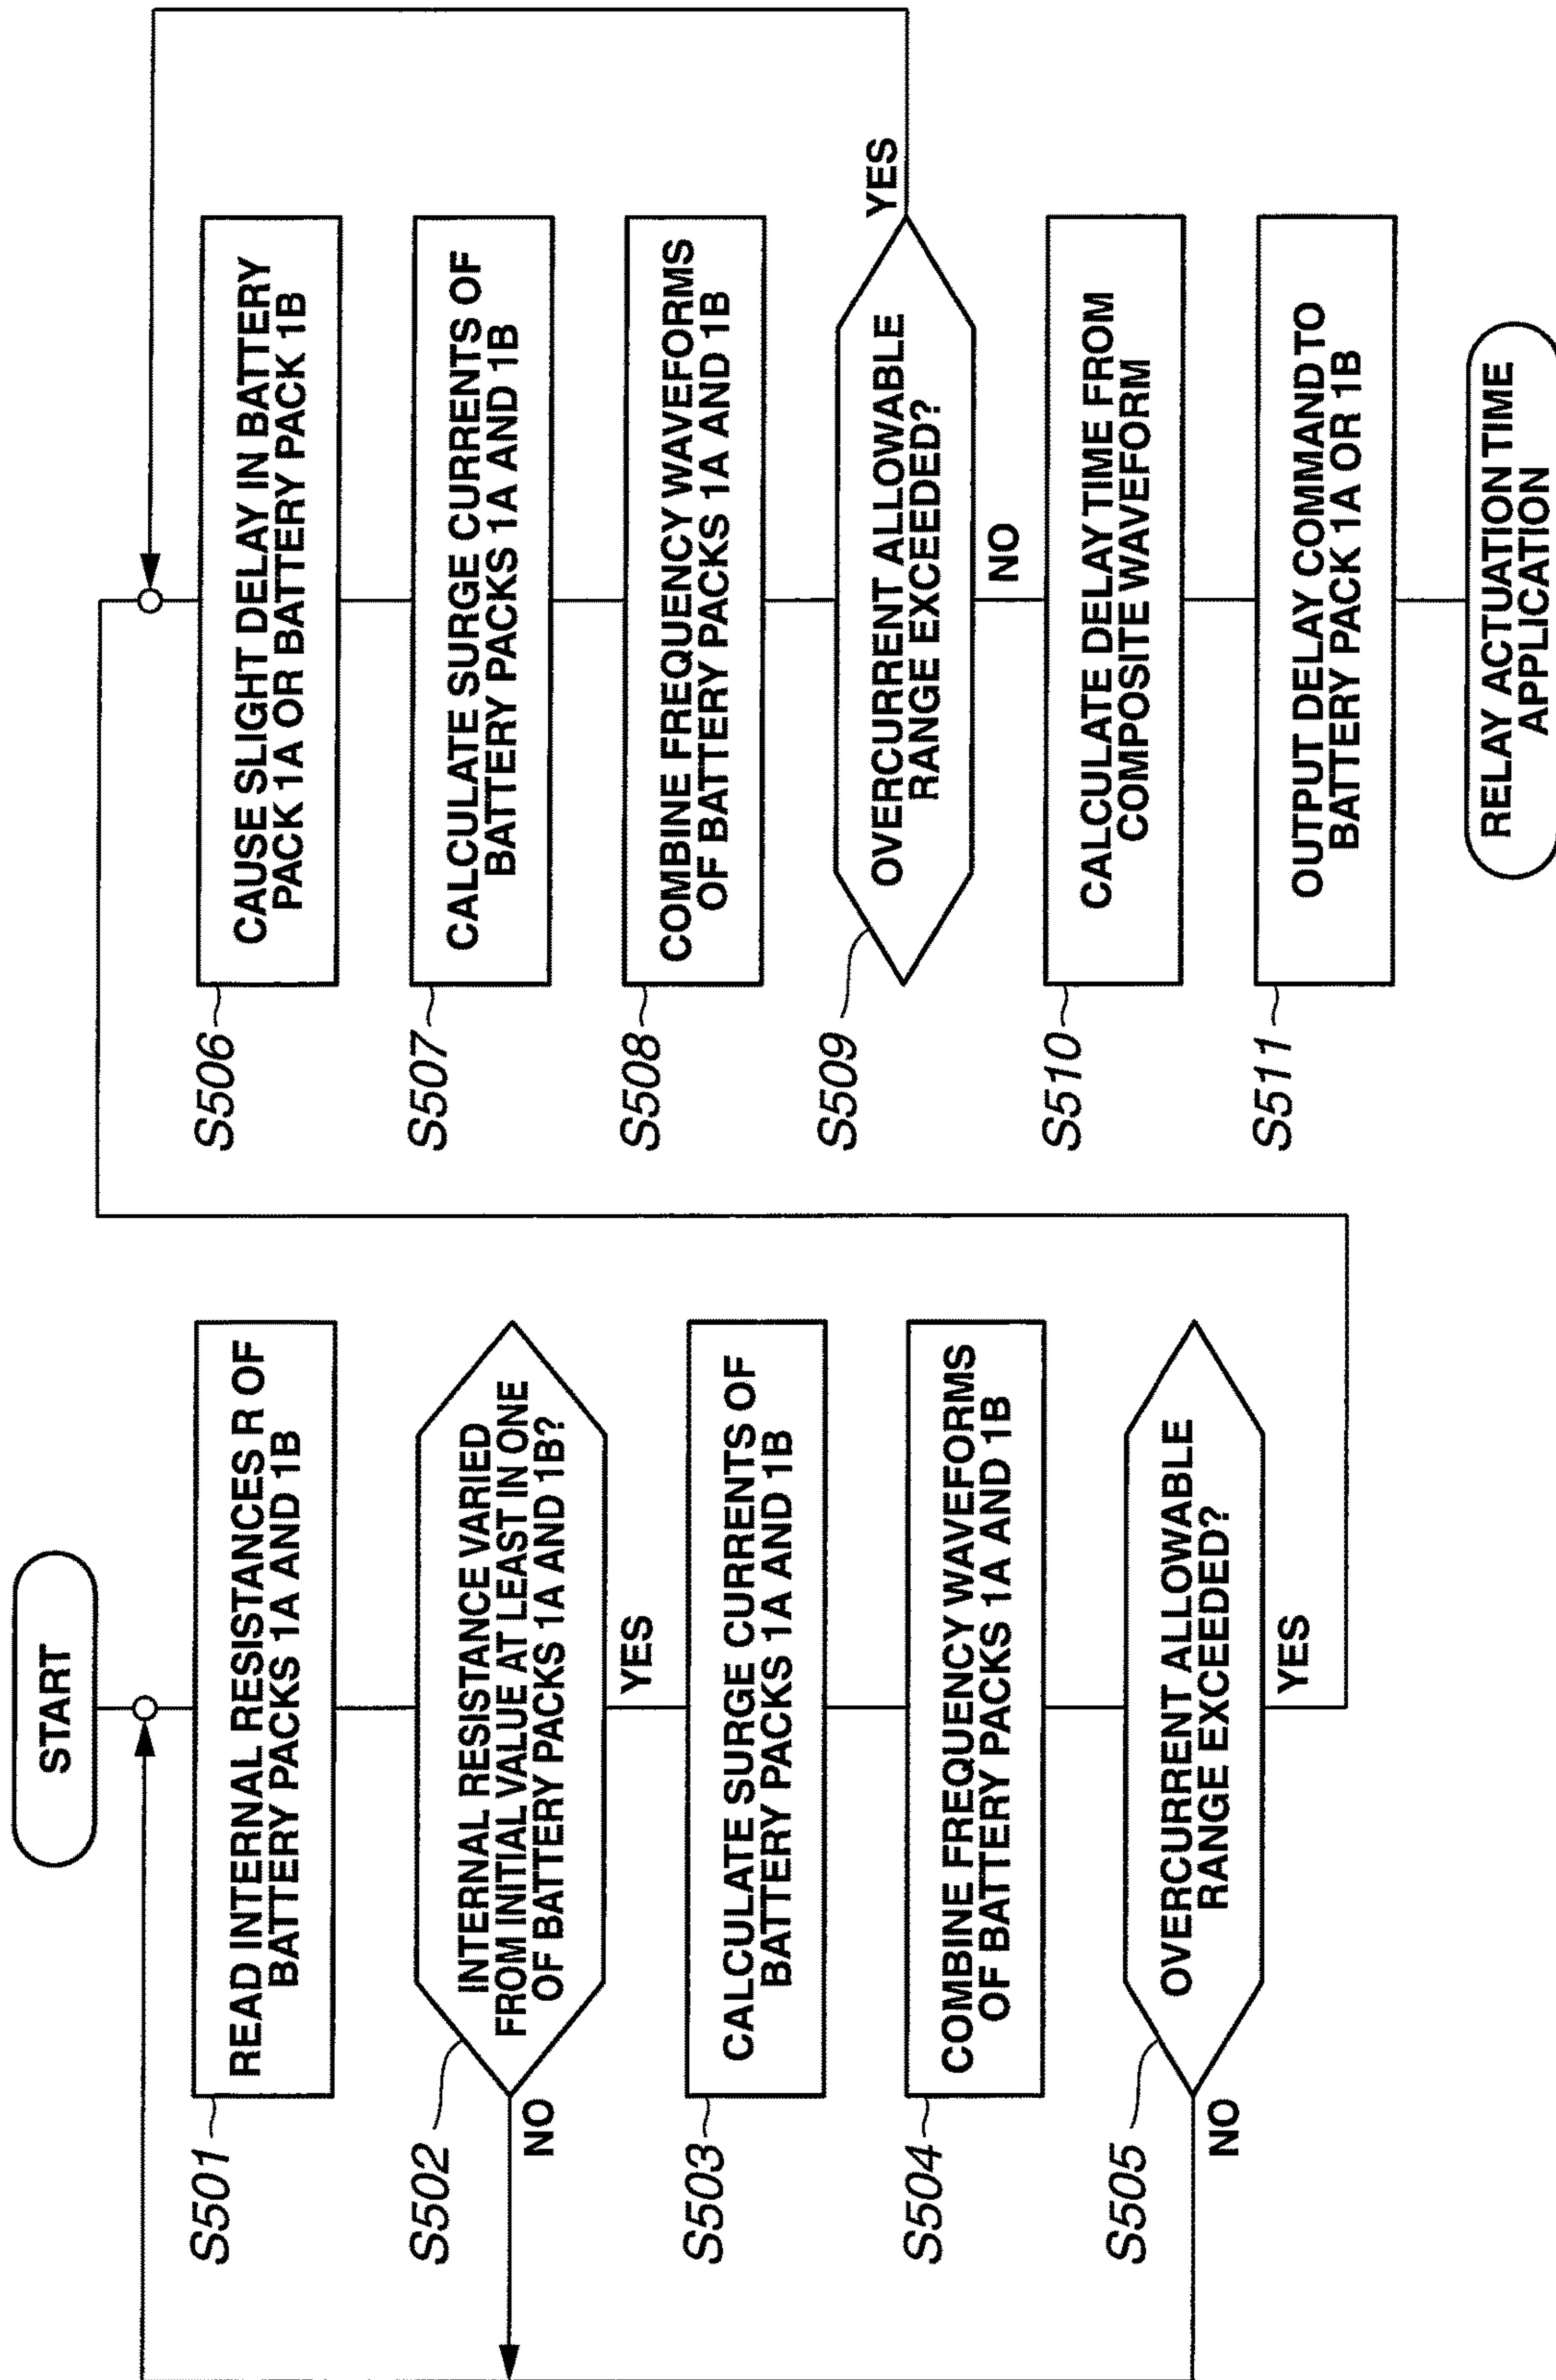 START
S501
READ INTERNAL RESISTANCES R OF
BATTERY PACKS 1A AND 1B
S502
INTERNAL RESISTANCE VARIED
FROM INITIAL VALUE AT LEAST IN ONE
OF BATTERY PACKS 1A AND 1B?
NO
YES
S503
CALCULATE SURGE CURRENTS OF
BATTERY PACKS 1A AND 1B
S504
COMBINE FREQUENCY WAVEFORMS
OF BATTERY PACKS 1A AND 1B
S505
OVERCURRENT ALLOWABLE
RANGE EXCEEDED?
NO
YES
S506
CAUSE SLIGHT DELAY IN BATTERY
PACK 1A OR BATTERY PACK 1B
S507
CALCULATE SURGE CURRENTS OF
BATTERY PACKS 1A AND 1B
S508
COMBINE FREQUENCY WAVEFORMS
OF BATTERY PACKS 1A AND 1B
S509
OVERCURRENT ALLOWABLE
RANGE EXCEEDED?
YES
NO
S510
CALCULATE DELAY TIME FROM
COMPOSITE WAVEFORM
S511
OUTPUT DELAY COMMAND TO
BATTERY PACK 1A OR 1B
RELAY ACTUATION TIME
APPLICATION